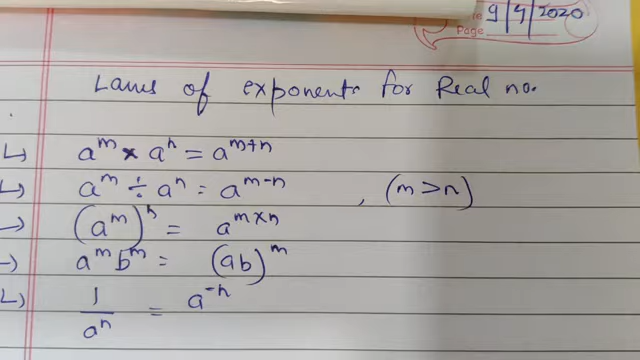 9/4/2020
Page
Laws of exponents for Real no.
↳ a^m × a^n = a^m+n
↳ a^m ÷ a^n = a^m-n , (m>n)
→ (a^m)^n = a^m×n
→ a^m b^m = (ab)^m
↳ 1/a^n = a^-n